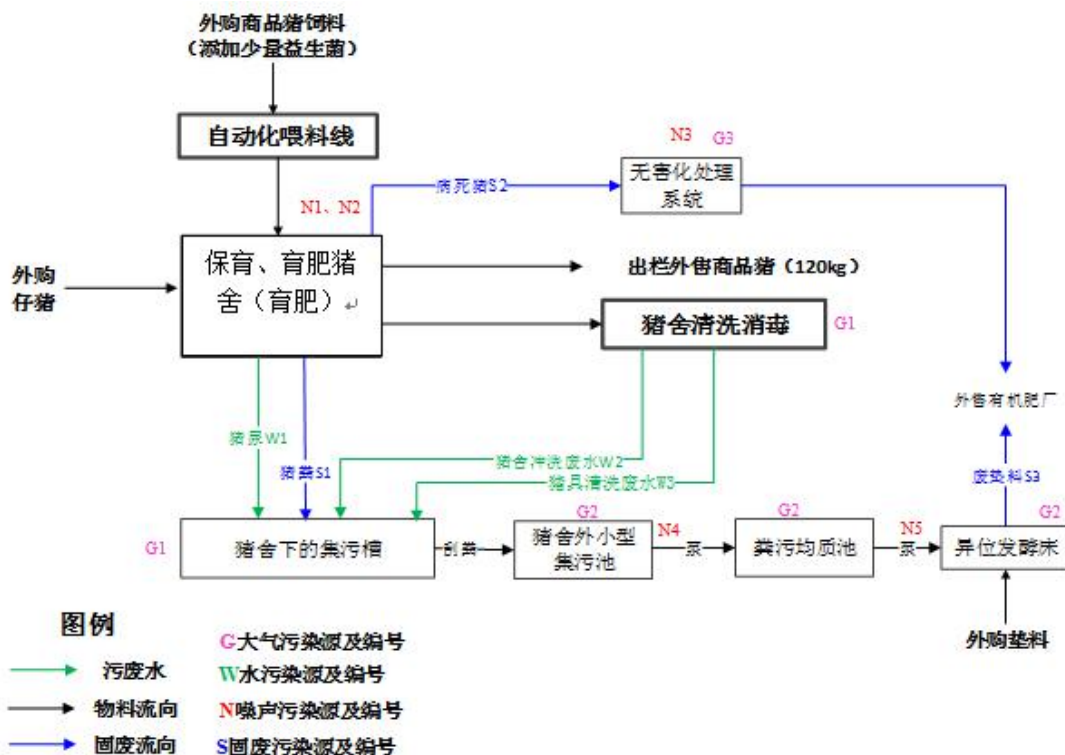 外购商品猪饲料
（添加少量益生菌）
自动化喂料线
N3
G3
无害化处理
系统
病死猪S2
N1、N2
保育、育肥猪
舍（育肥）↵
外购
仔猪
出栏外售商品猪（120kg）
猪舍清洗消毒
G1
外售有机肥厂
猪尿W1
猪粪S1
猪舍冲洗废水W2
猪具清洗废水W3
废垫料S3
G1
猪舍下的集污槽
刮粪
G2
猪舍外小型
集污池
N4
泵
G2
粪污均质池
N5
泵
G2
异位发酵床
外购垫料
图例
G大气污染源及编号
污废水
W水污染源及编号
物料流向
N噪声污染源及编号
固废流向
S固废污染源及编号